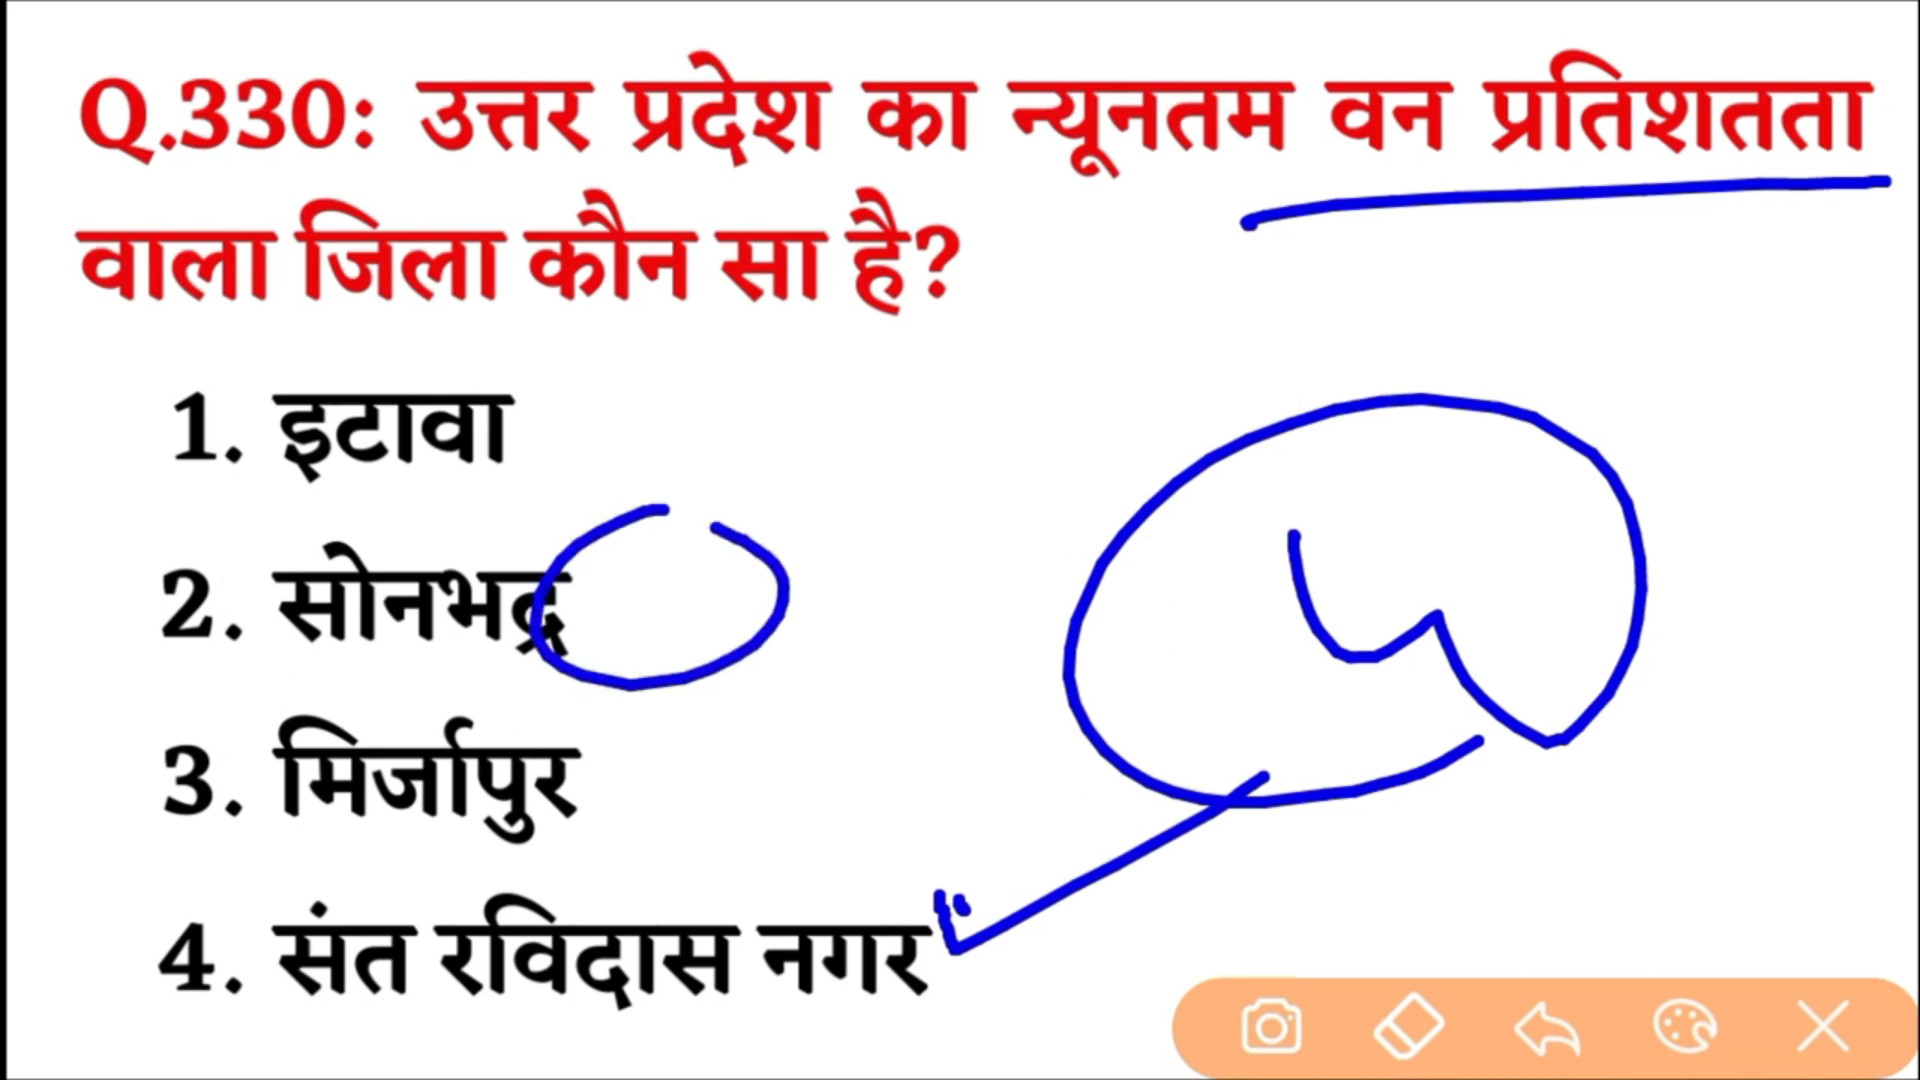 Q.330: उत्तर प्रदेश का न्यूनतम वन प्रतिशतता
वाला जिला कौन सा है?
1. इटावा
2. सोनभद्र
3. मिर्जापुर
4. संत रविदास नगर